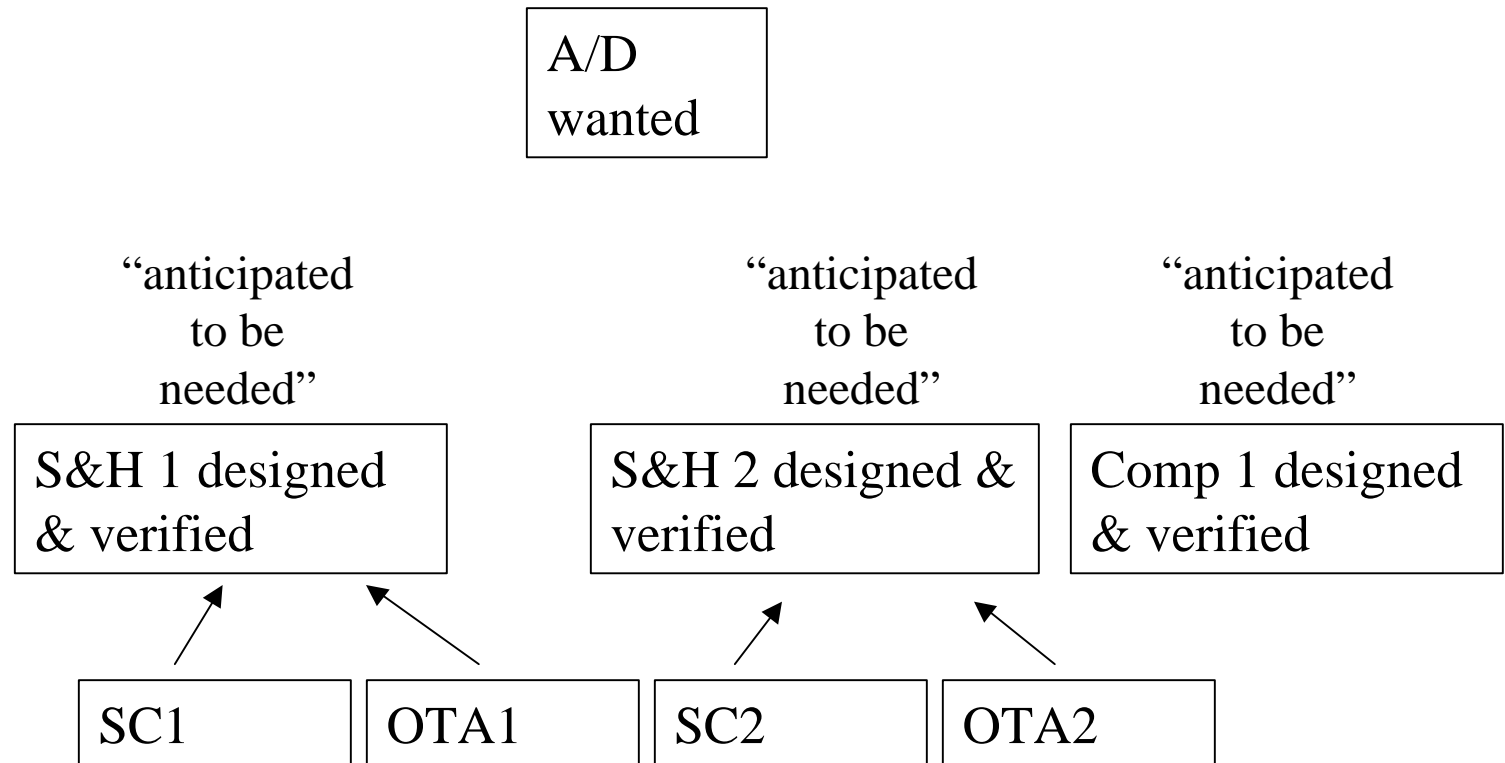 A/D
wanted
“anticipated
to be
needed”
“anticipated
to be
needed”
“anticipated
to be
needed”
S&H 1 designed
& verified
S&H 2 designed &
verified
Comp 1 designed
& verified
SC1
OTA1
SC2
OTA2